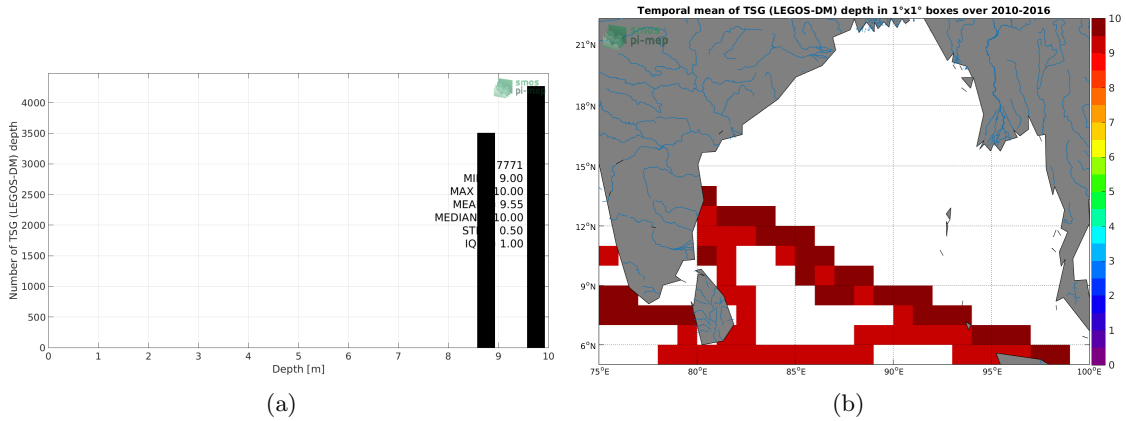 Number of TSG (LEGOS-DM) depth
4000
3500
3000
2500
2000
1500
1000
500
0
0 1 2 3 4 5 6 7 8 9 10
Depth [m]
smos
pi-mep
7771
MI 9.00
MAX 10.00
MEA 9.55
MEDIAN 10.00
ST 0.50
IQ 1.00
(a)
Temporal mean of TSG (LEGOS-DM) depth in 1°x1° boxes over 2010-2016
smos
pi-mep
21°N
18°N
15°N
12°N
9°N
6°N
75°E 80°E 85°E 90°E 95°E 100°E
10
9
8
7
6
5
4
3
2
1
0
(b)